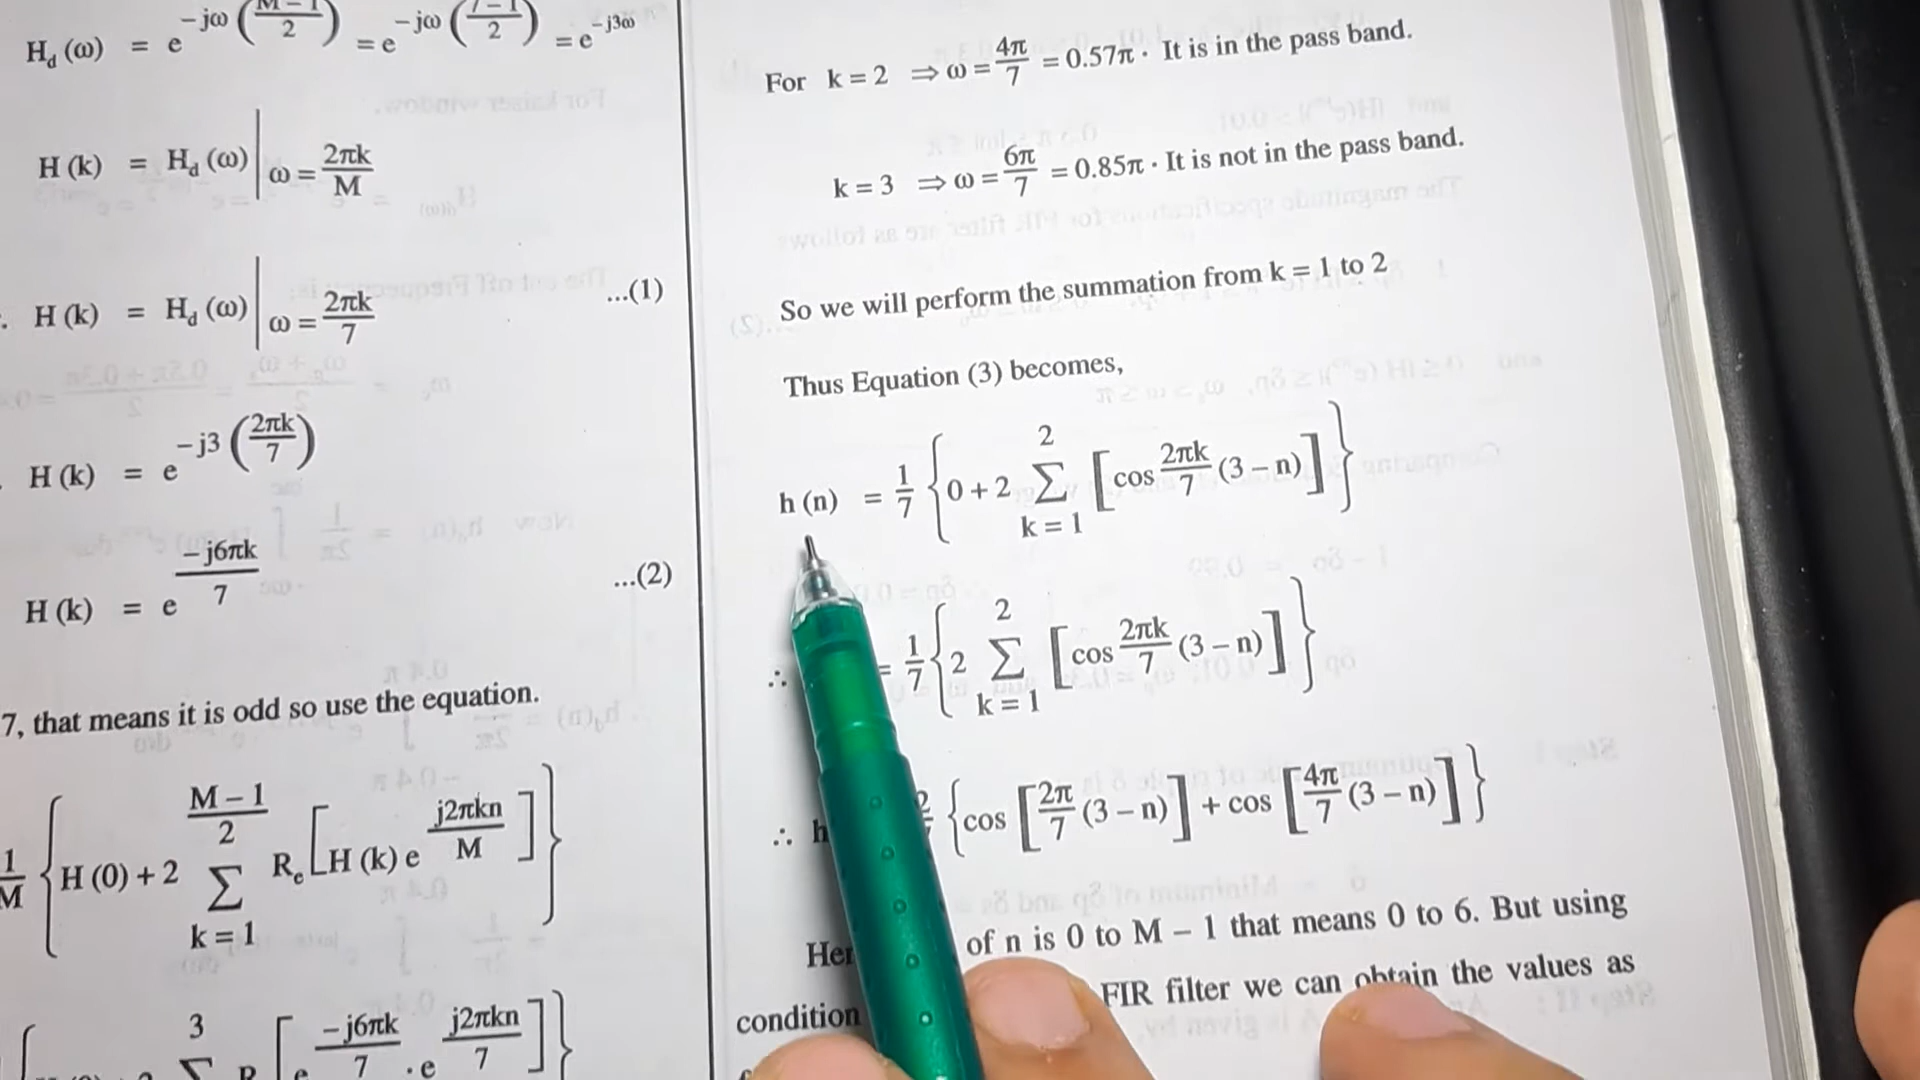 H_d (ω) = e^{-jω((M – 1)/2)} = e^{-jω((7 – 1)/2)} = e^{-j3ω}
H (k) = H_d (ω) | ω = 2πk/M
H (k) = H_d (ω) | ω = 2πk/7 ...(1)
H (k) = e^{-j3(2πk/7)}
H (k) = e^{-j6πk/7} ...(2)
7, that means it is odd so use the equation.
1/M { H (0) + 2 Σ_{k = 1}^{(M – 1)/2} R_e [ H (k) e^{j2πkn/M} ] }
3 Σ [ e^{-j6πk/7} . e^{j2πkn/7} ] }
For k = 2 ⇒ ω = 4π/7 = 0.57π · It is in the pass band.
k = 3 ⇒ ω = 6π/7 = 0.85π · It is not in the pass band.
So we will perform the summation from k = 1 to 2
Thus Equation (3) becomes,
h (n) = 1/7 { 0 + 2 Σ_{k = 1}^{2} [ cos 2πk/7 (3 – n) ] }
∴ = 1/7 { 2 Σ_{k = 1}^{2} [ cos 2πk/7 (3 – n) ] }
∴ h { cos [ 2π/7 (3 – n) ] + cos [ 4π/7 (3 – n) ] }
of n is 0 to M – 1 that means 0 to 6. But using
condition FIR filter we can obtain the values as